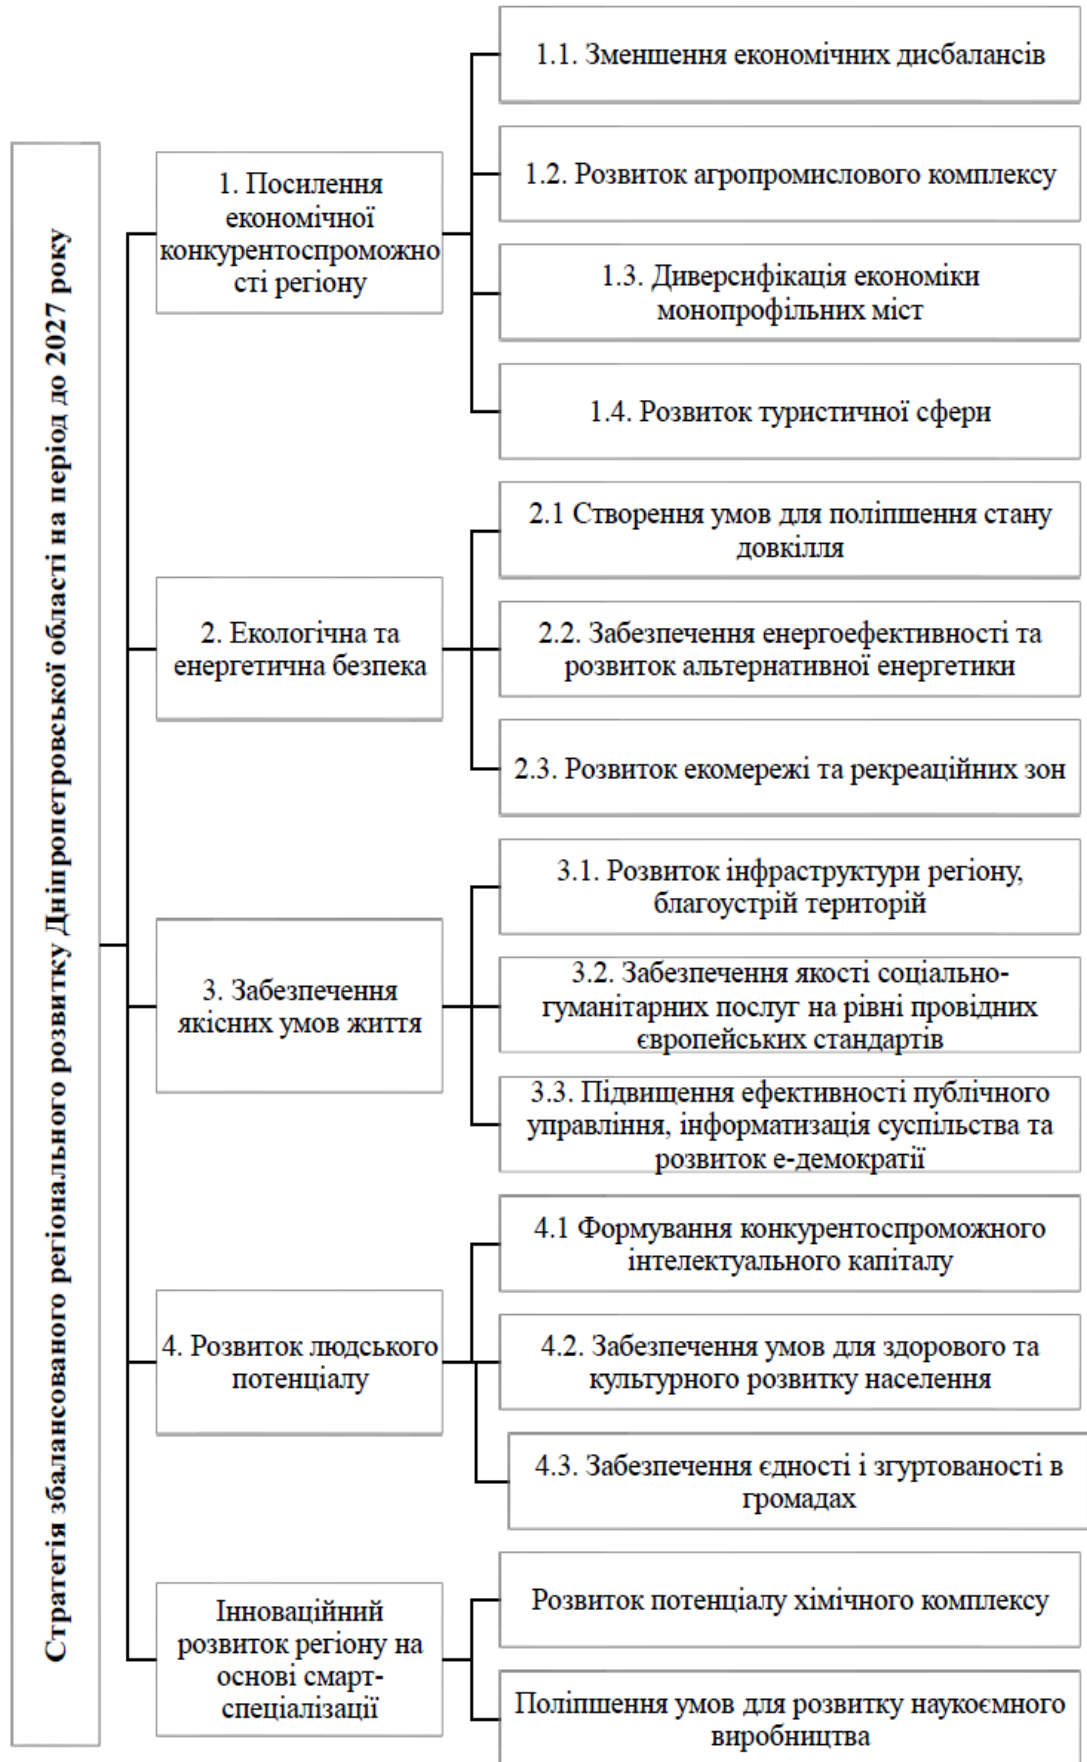 Стратегія збалансованого регіонального розвитку Дніпропетровської області на період до 2027 року
1. Посилення
економічної
конкурентоспроможно
сті регіону
1.1. Зменшення економічних дисбалансів
1.2. Розвиток агропромислового комплексу
1.3. Диверсифікація економіки
монопрофільних міст
1.4. Розвиток туристичної сфери
2. Екологічна та
енергетична безпека
2.1 Створення умов для поліпшення стану
довкілля
2.2. Забезпечення енергоефективності та
розвиток альтернативної енергетики
2.3. Розвиток екомережі та рекреаційних зон
3. Забезпечення
якісних умов життя
3.1. Розвиток інфраструктури регіону,
благоустрій територій
3.2. Забезпечення якості соціально-
гуманітарних послуг на рівні провідних
європейських стандартів
3.3. Підвищення ефективності публічного
управління, інформатизація суспільства та
розвиток е-демократії
4. Розвиток людського
потенціалу
4.1 Формування конкурентоспроможного
інтелектуального капіталу
4.2. Забезпечення умов для здорового та
культурного розвитку населення
4.3. Забезпечення єдності і згуртованості в
громадах
Інноваційний
розвиток регіону на
основі смарт-
спеціалізації
Розвиток потенціалу хімічного комплексу
Поліпшення умов для розвитку наукоємного
виробництва